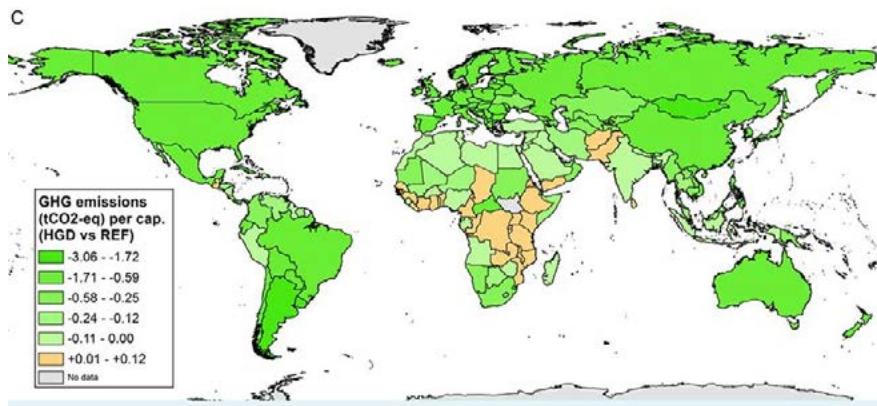 C
GHG emissions
(tCO2-eq) per cap.
(HGD vs REF)
-3.06 - -1.72
-1.71 - -0.59
-0.58 - -0.25
-0.24 - -0.12
-0.11 - 0.00
+0.01 - +0.12
No data